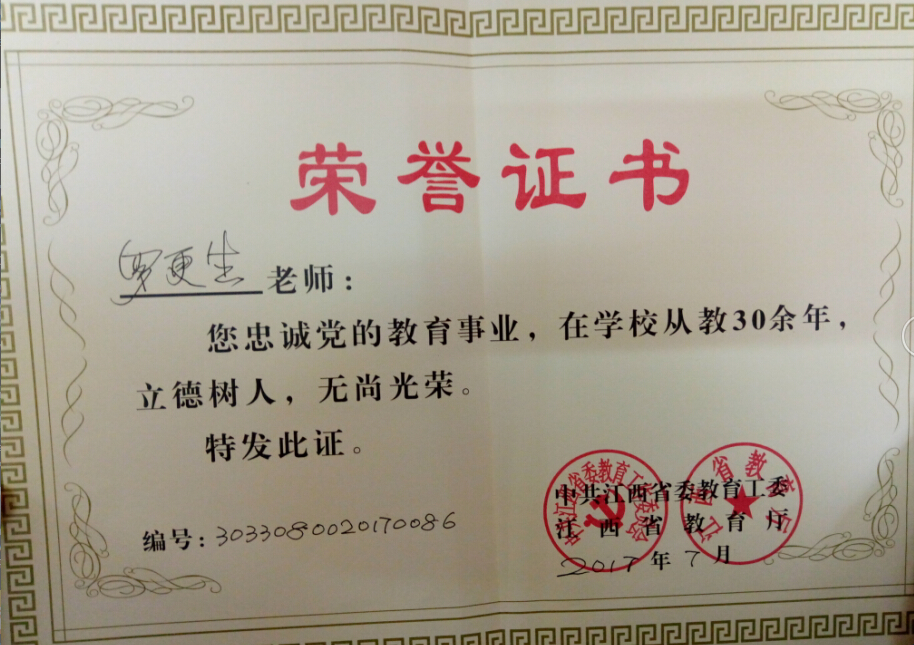 荣誉证书
罗更生老师：
您忠诚党的教育事业，在学校从教30余年，
立德树人，无尚光荣。
特发此证。
中共江西省委教育工委
江西省教育厅
编号：3033080020170086
2017年7月